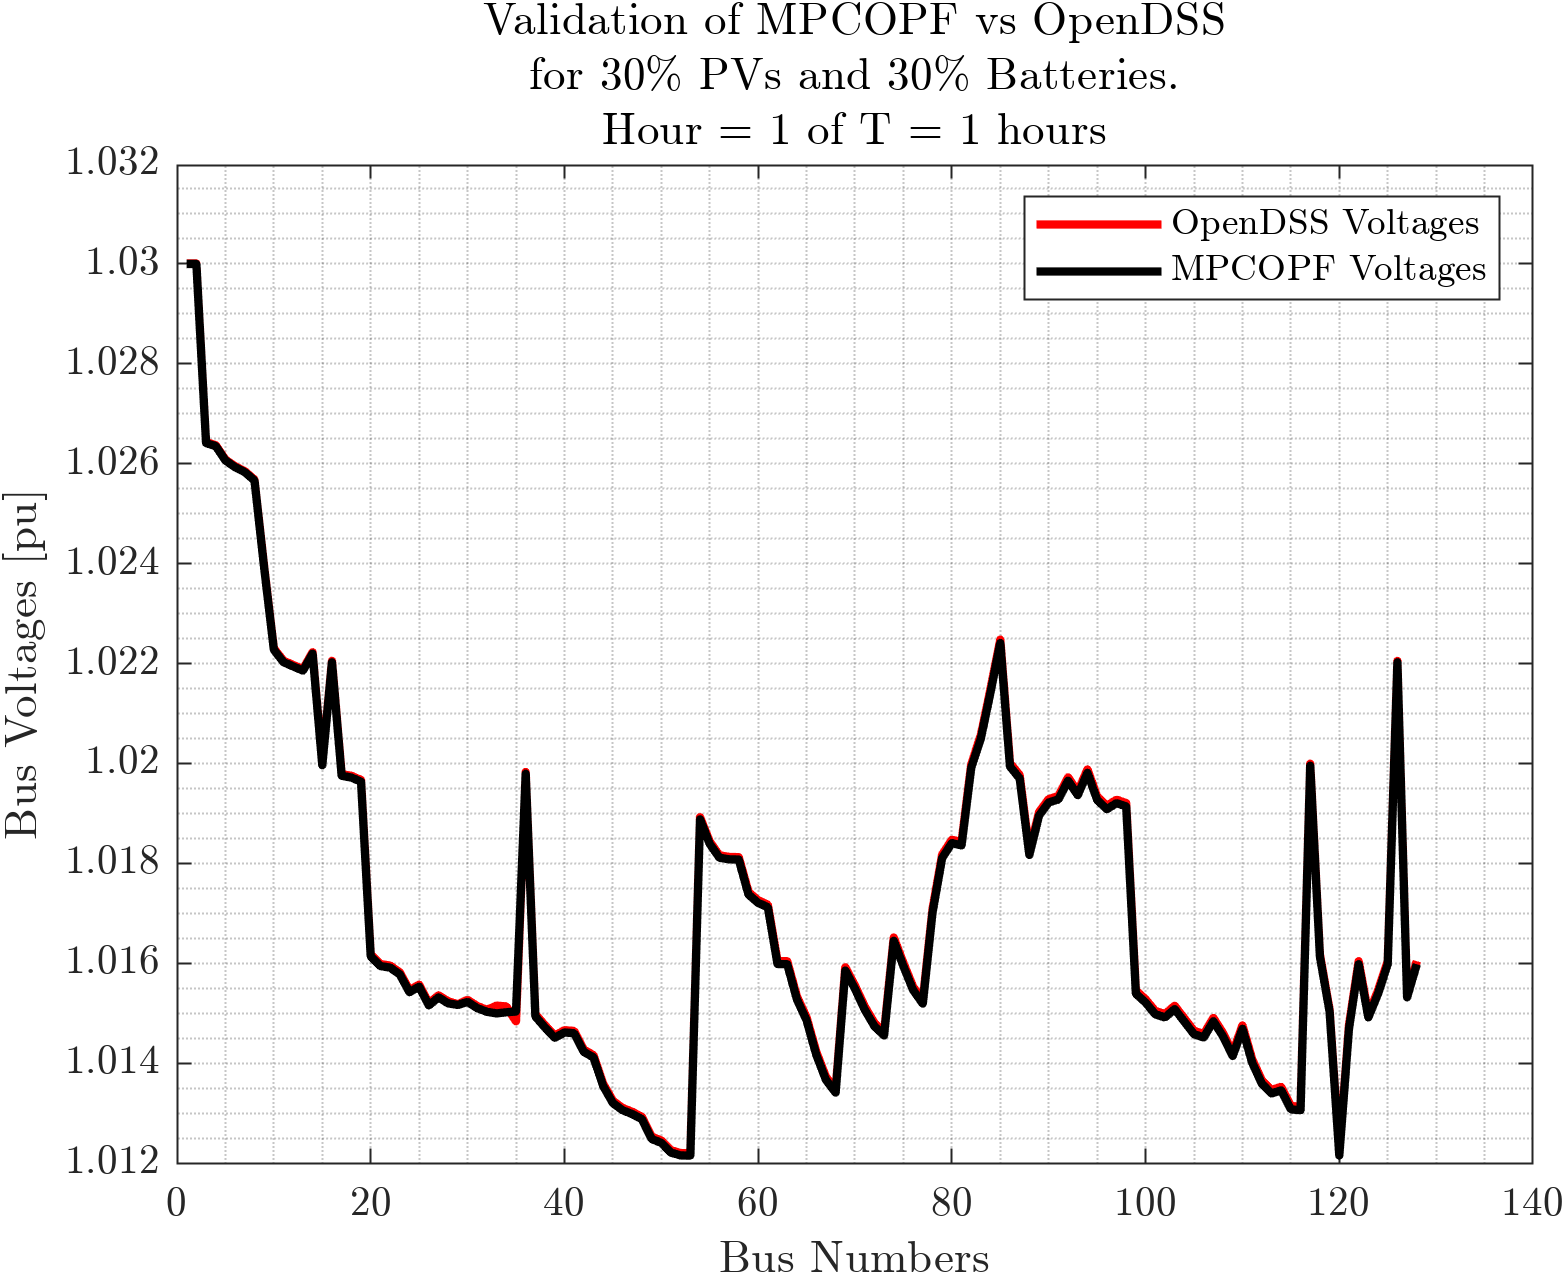 Validation of MPCOPF vs OpenDSS
for 30% PVs and 30% Batteries.
Hour = 1 of T = 1 hours
OpenDSS Voltages
MPCOPF Voltages
Bus Voltages [pu]
1.032
1.03
1.028
1.026
1.024
1.022
1.02
1.018
1.016
1.014
1.012
0 20 40 60 80 100 120 140
Bus Numbers